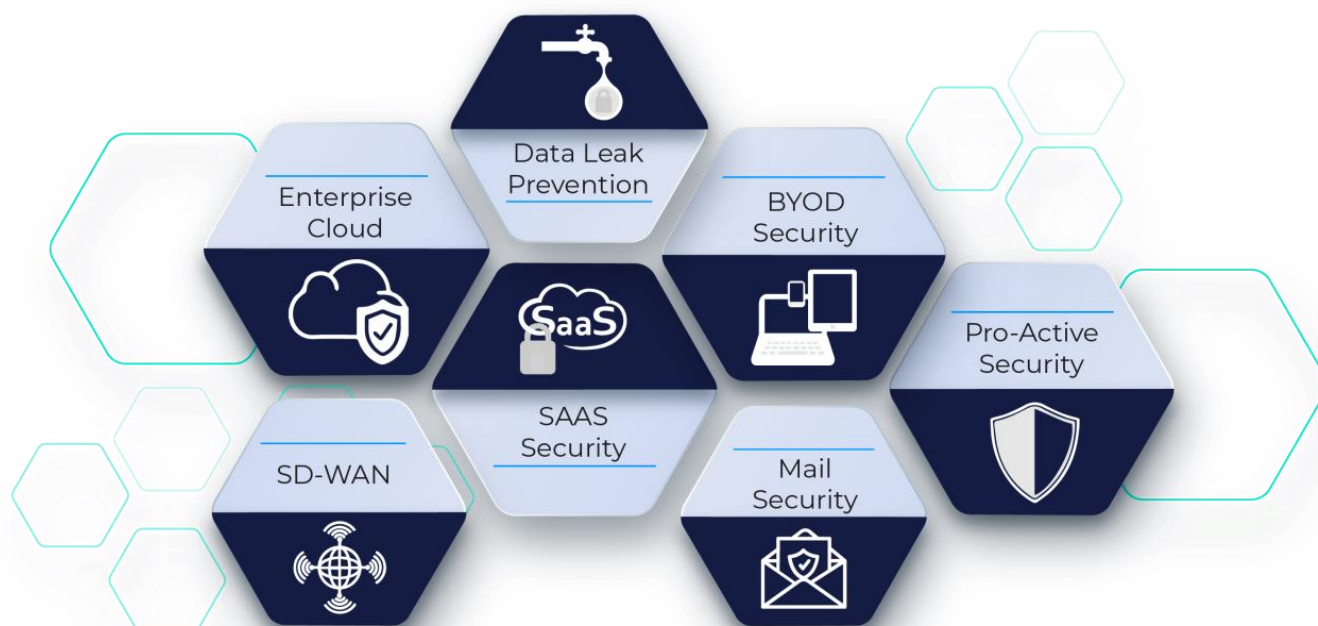 Data Leak
Prevention
Enterprise
Cloud
BYOD
Security
SaaS
SAAS
Security
Pro-Active
Security
SD-WAN
Mail
Security